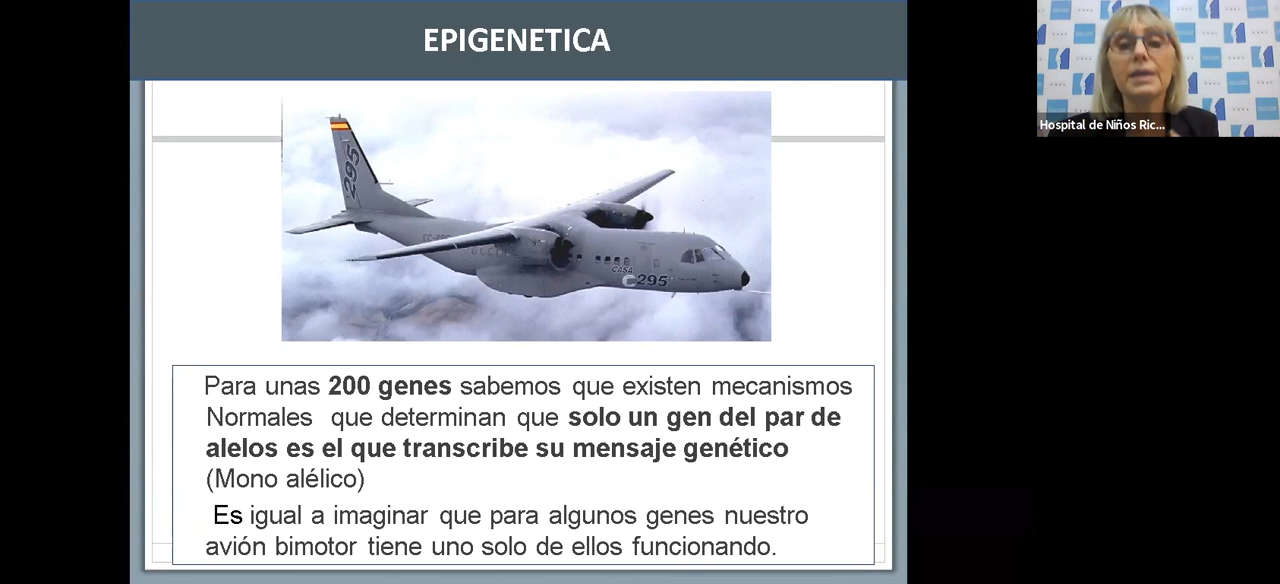 EPIGENETICA
Hospital de Niños Ric...
295
CASA
C295
Para unas 200 genes sabemos que existen mecanismos
Normales que determinan que solo un gen del par de
alelos es el que transcribe su mensaje genético
(Mono alélico)
Es igual a imaginar que para algunos genes nuestro
avión bimotor tiene uno solo de ellos funcionando.